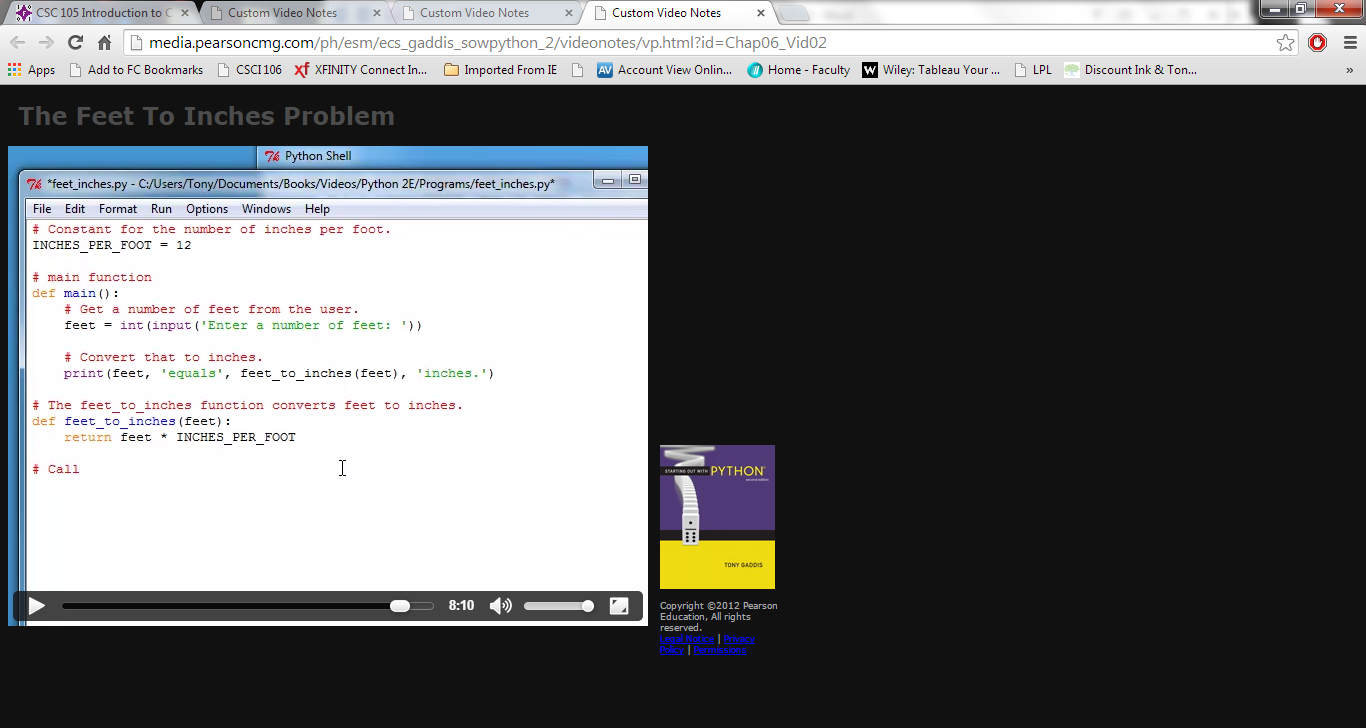 CSC 105 Introduction to C
Custom Video Notes
Custom Video Notes
Custom Video Notes
media.pearsoncmg.com/ph/esm/ecs_gaddis_sowpython_2/videonotes/vp.html?id=Chap06_Vid02
Apps
Add to FC Bookmarks
CSCI106
XFINITY Connect In...
Imported From IE
AV
Account View Onlin...
Home - Faculty
W
Wiley: Tableau Your ...
LPL
Discount Ink & Ton...
»
The Feet To Inches Problem
Python Shell
*feet_inches.py - C:/Users/Tony/Documents/Books/Videos/Python 2E/Programs/feet_inches.py*
File Edit Format Run Options Windows Help
# Constant for the number of inches per foot.
INCHES_PER_FOOT = 12
# main function
def main():
# Get a number of feet from the user.
feet = int(input('Enter a number of feet: '))
# Convert that to inches.
print(feet, 'equals', feet_to_inches(feet), 'inches.')
# The feet_to_inches function converts feet to inches.
def feet_to_inches(feet):
return feet * INCHES_PER_FOOT
# Call
8:10
STARTING OUT WITH PYTHON
second edition
TONY GADDIS
Copyright ©2012 Pearson
Education, All rights
reserved.
Legal Notice | Privacy
Policy | Permissions